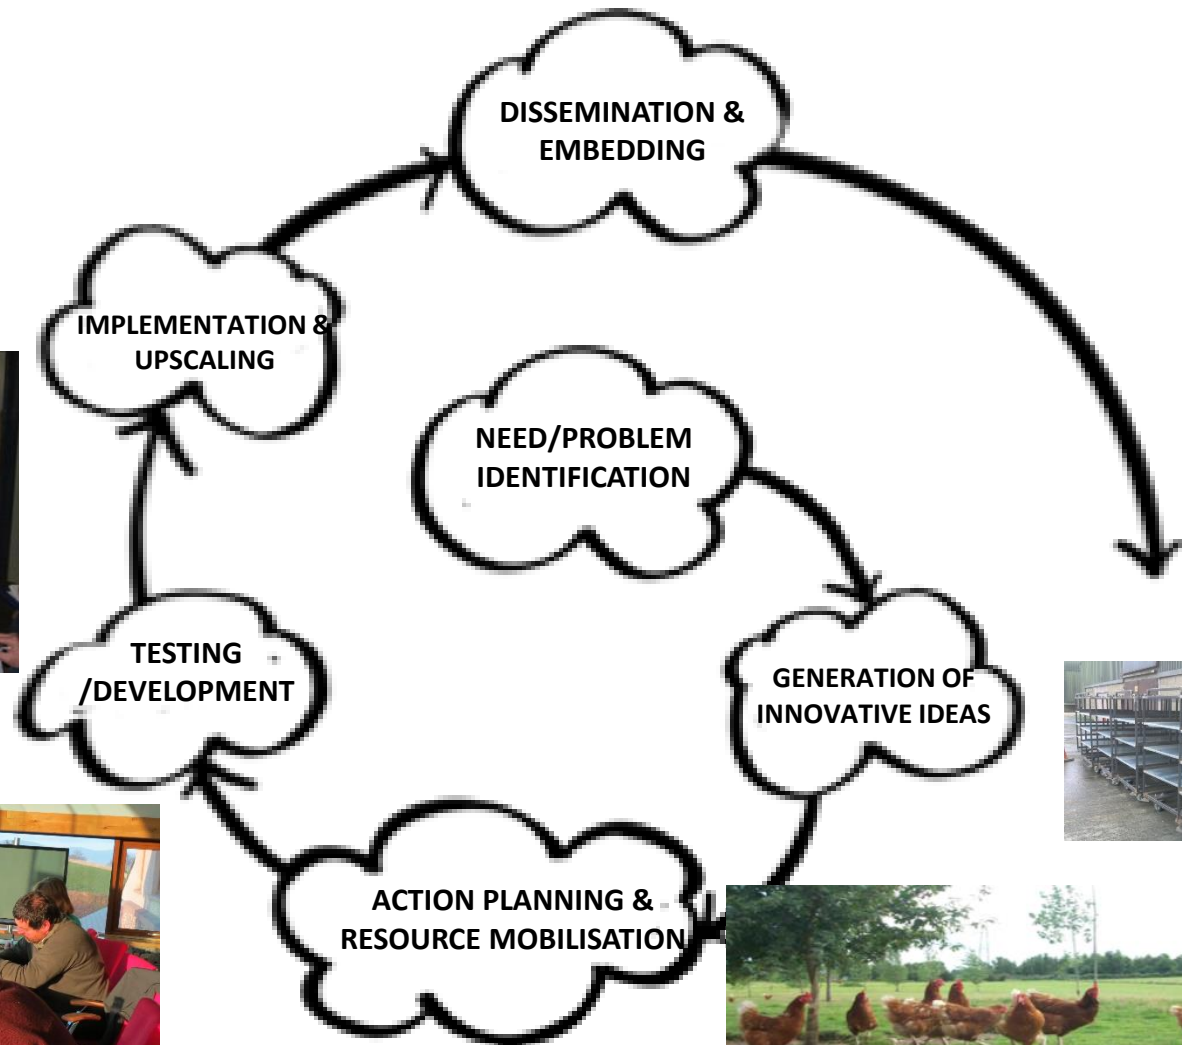 DISSEMINATION &
EMBEDDING
IMPLEMENTATION &
UPSCALING
NEED/PROBLEM
IDENTIFICATION
TESTING
/DEVELOPMENT
GENERATION OF
INNOVATIVE IDEAS
ACTION PLANNING &
RESOURCE MOBILISATION